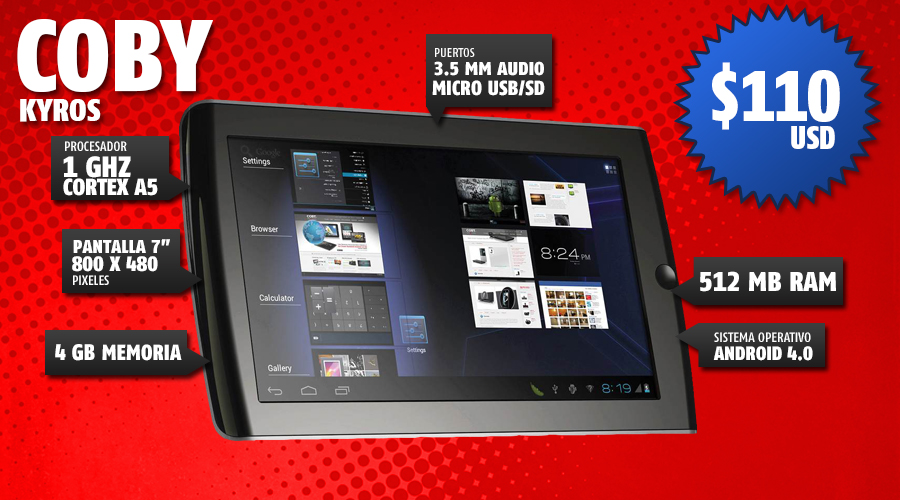 COBY
KYROS
PUERTOS
3.5 MM AUDIO
MICRO USB/SD
$110
USD
PROCESADOR
1 GHZ
CORTEX A5
PANTALLA 7"
800 X 480
PIXELES
4 GB MEMORIA
512 MB RAM
SISTEMA OPERATIVO
ANDROID 4.0
Google
Settings
Browser
Calculator
Gallery
Settings
8:24 PM
8:19